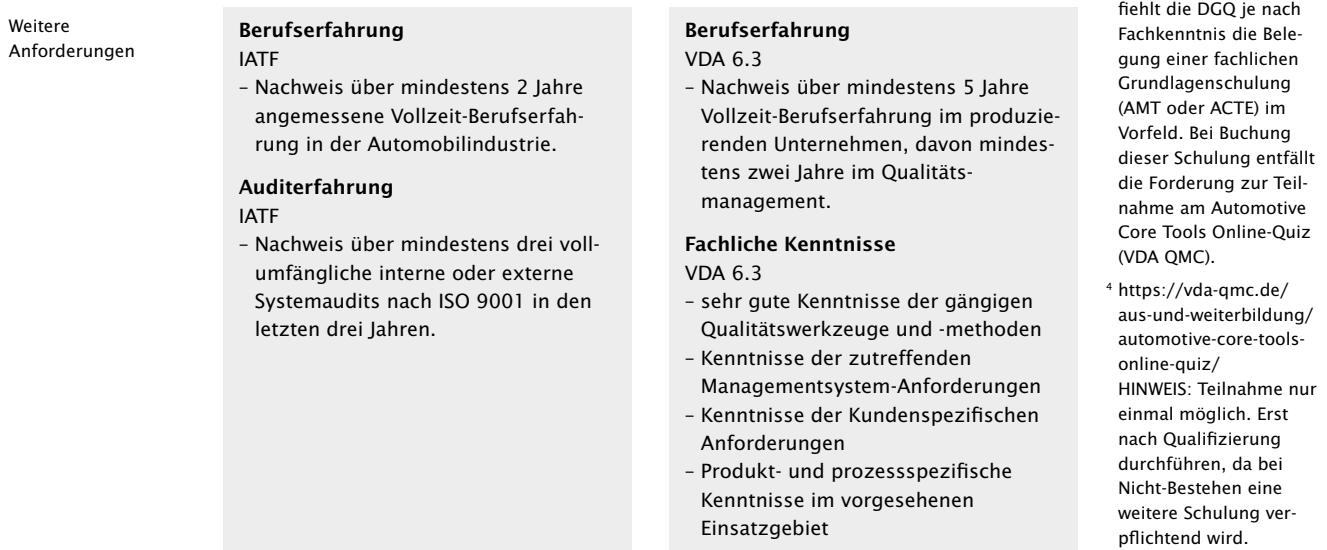 Weitere
Anforderungen
Berufserfahrung
IATF
– Nachweis über mindestens 2 Jahre
angemessene Vollzeit-Berufserfah-
rung in der Automobilindustrie.
Auditerfahrung
IATF
– Nachweis über mindestens drei voll-
umfängliche interne oder externe
Systemaudits nach ISO 9001 in den
letzten drei Jahren.
Berufserfahrung
VDA 6.3
– Nachweis über mindestens 5 Jahre
Vollzeit-Berufserfahrung im produzie-
renden Unternehmen, davon mindes-
tens zwei Jahre im Qualitäts-
management.
Fachliche Kenntnisse
VDA 6.3
– sehr gute Kenntnisse der gängigen
Qualitätswerkzeuge und -methoden
– Kenntnisse der zutreffenden
Managementsystem-Anforderungen
– Kenntnisse der Kundenspezifischen
Anforderungen
– Produkt- und prozessspezifische
Kenntnisse im vorgesehenen
Einsatzgebiet
fiehlt die DGQ je nach
Fachkenntnis die Bele-
gung einer fachlichen
Grundlagenschulung
(AMT oder ACTE) im
Vorfeld. Bei Buchung
dieser Schulung entfällt
die Forderung zur Teil-
nahme am Automotive
Core Tools Online-Quiz
(VDA QMC).
⁴ https://vda-qmc.de/
aus-und-weiterbildung/
automotive-core-tools-
online-quiz/
HINWEIS: Teilnahme nur
einmal möglich. Erst
nach Qualifizierung
durchführen, da bei
Nicht-Bestehen eine
weitere Schulung ver-
pflichtend wird.